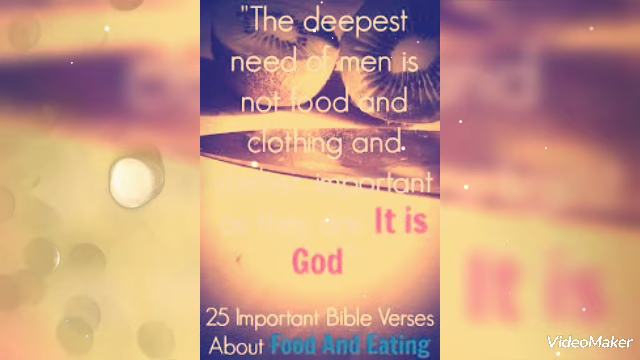 "The deepest
need of men is
not food and
clothing and
important
It is
God
25 Important Bible Verses
About Food And Eating
VideoMaker